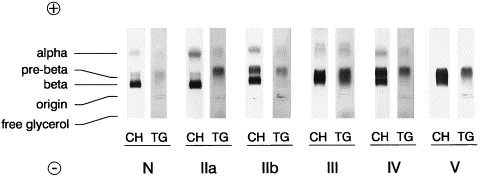 +
alpha
pre-beta
beta
origin
free glycerol
CH TG CH TG CH TG CH TG CH TG CH TG
− N IIa IIb III IV V